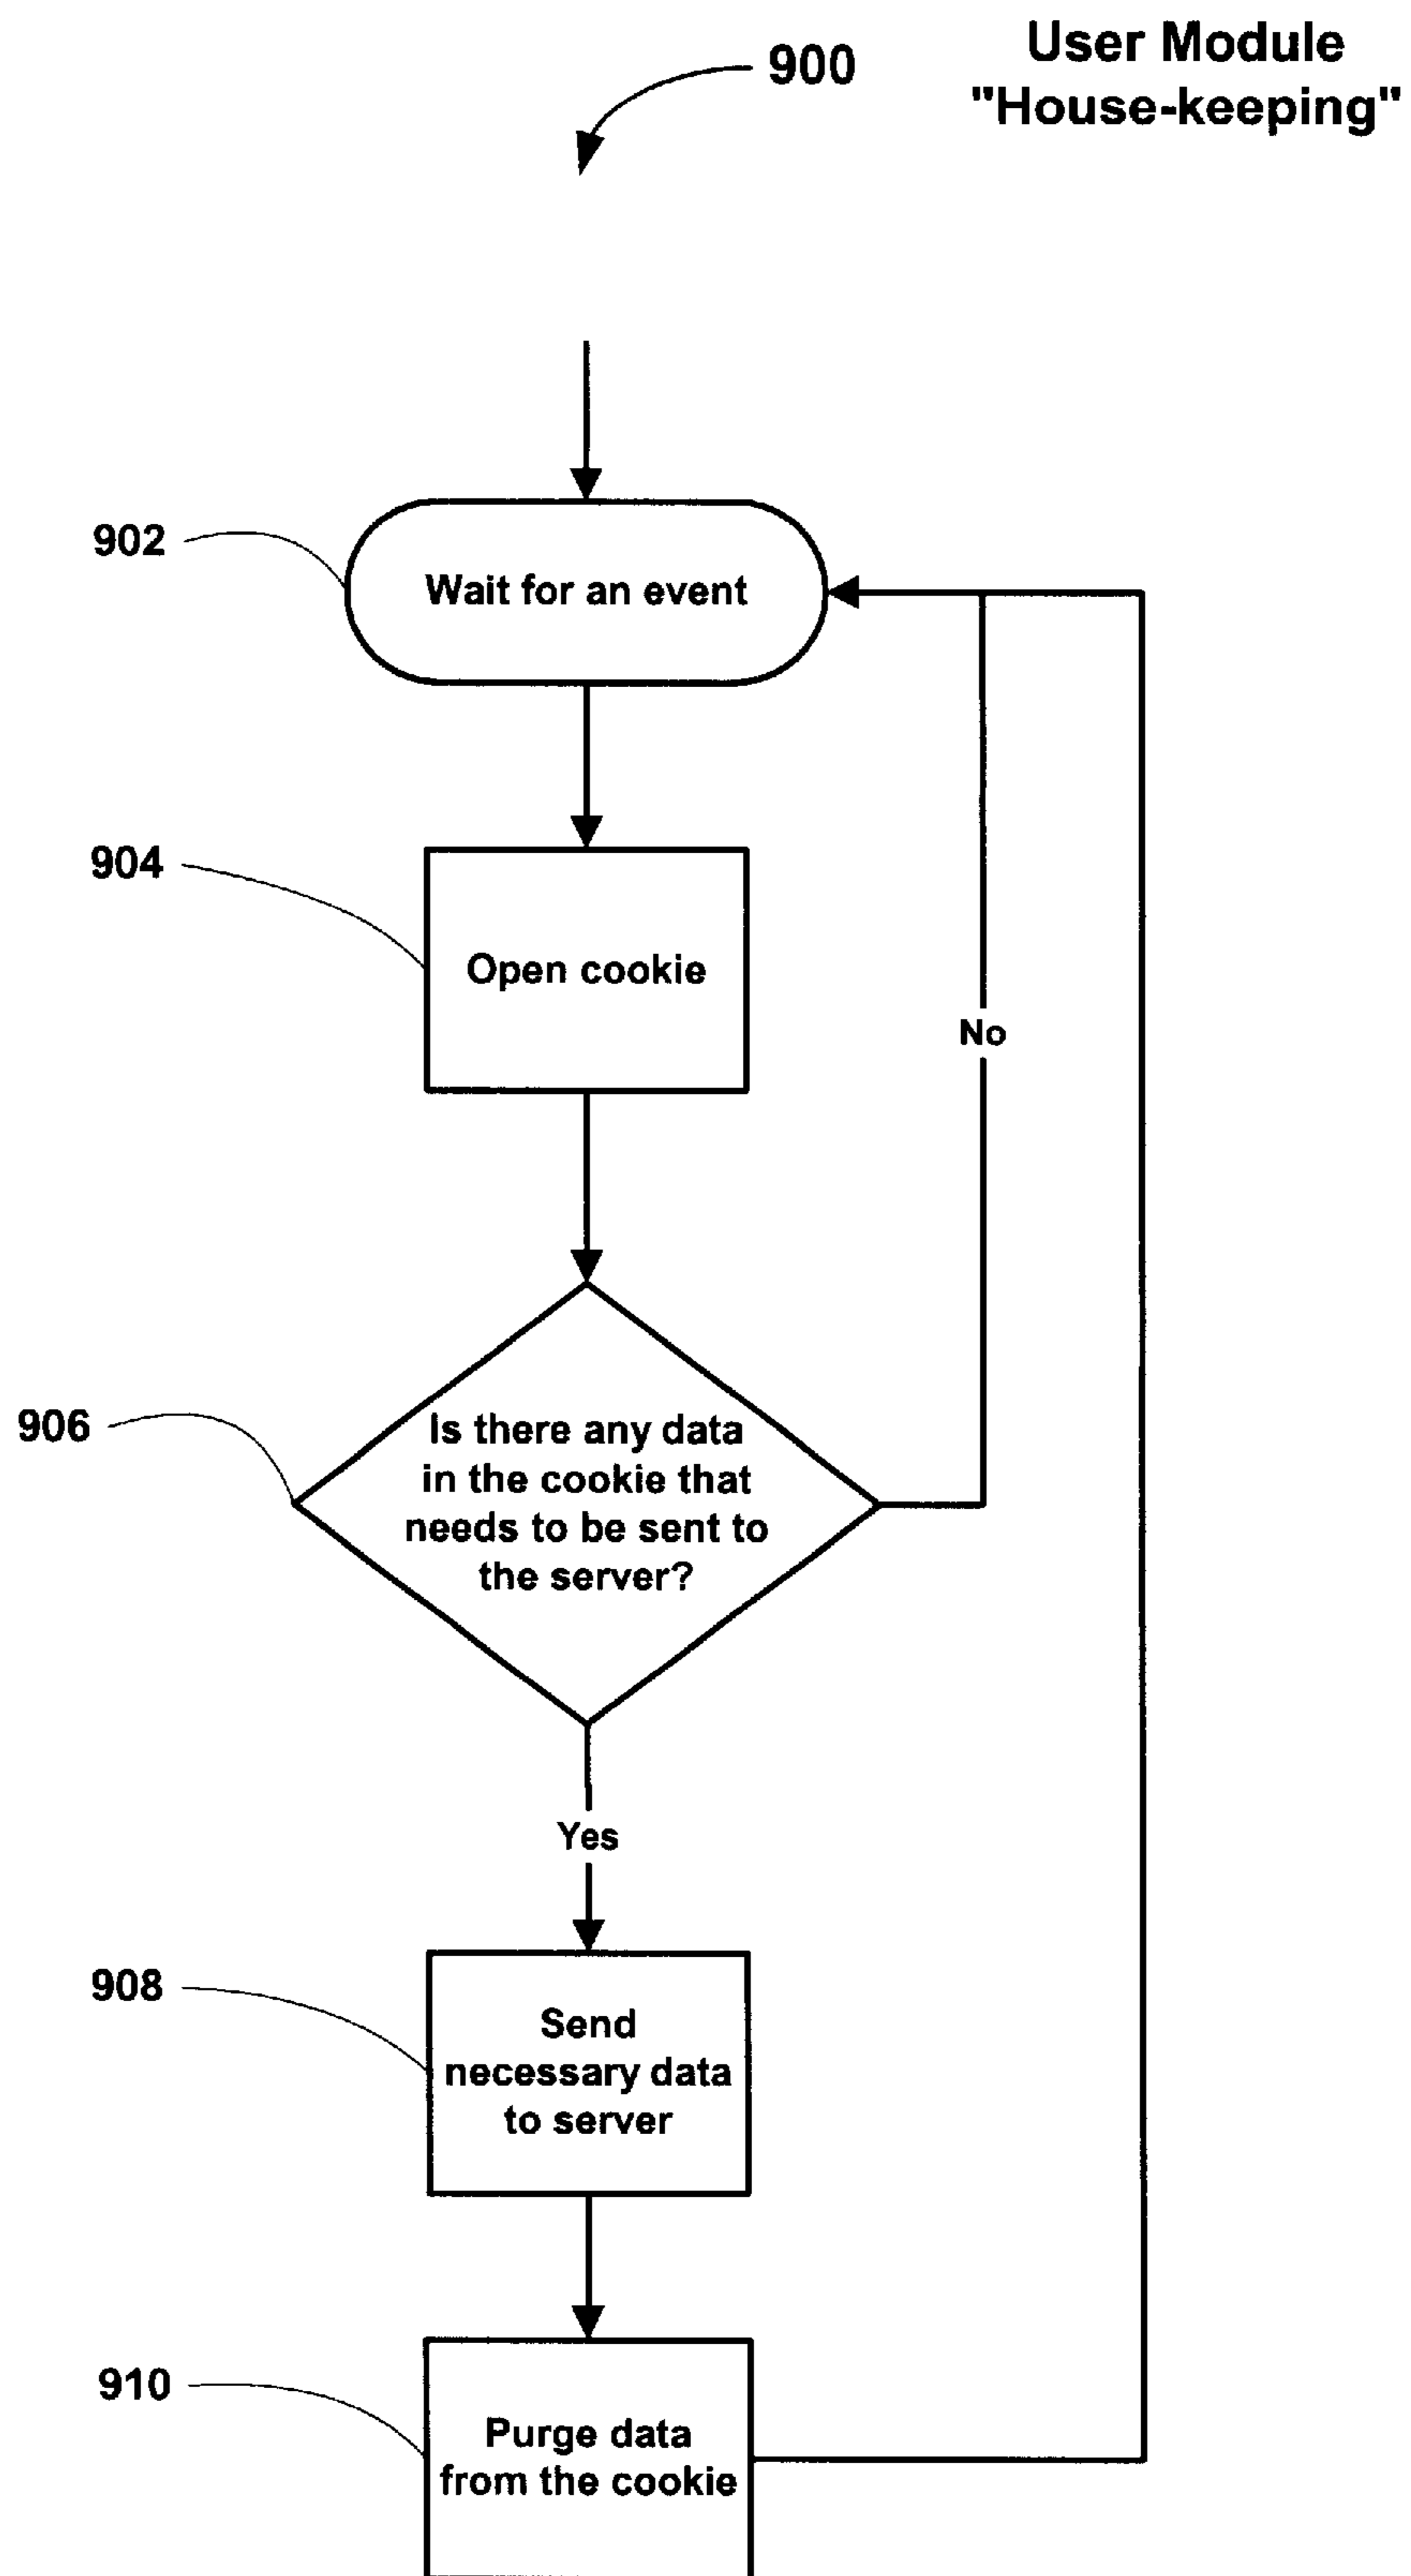 900
User Module
"House-keeping"
902
Wait for an event
904
Open cookie
No
906
Is there any data
in the cookie that
needs to be sent to
the server?
Yes
908
Send
necessary data
to server
910
Purge data
from the cookie